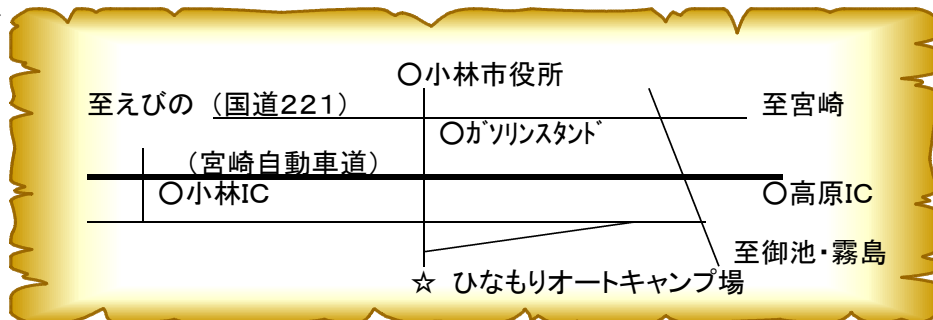 ○小林市役所
至えびの (国道221) 至宮崎
○ガソリンスタンド
(宮崎自動車道)
○小林IC ○高原IC
至御池・霧島
☆ ひなもりオートキャンプ場